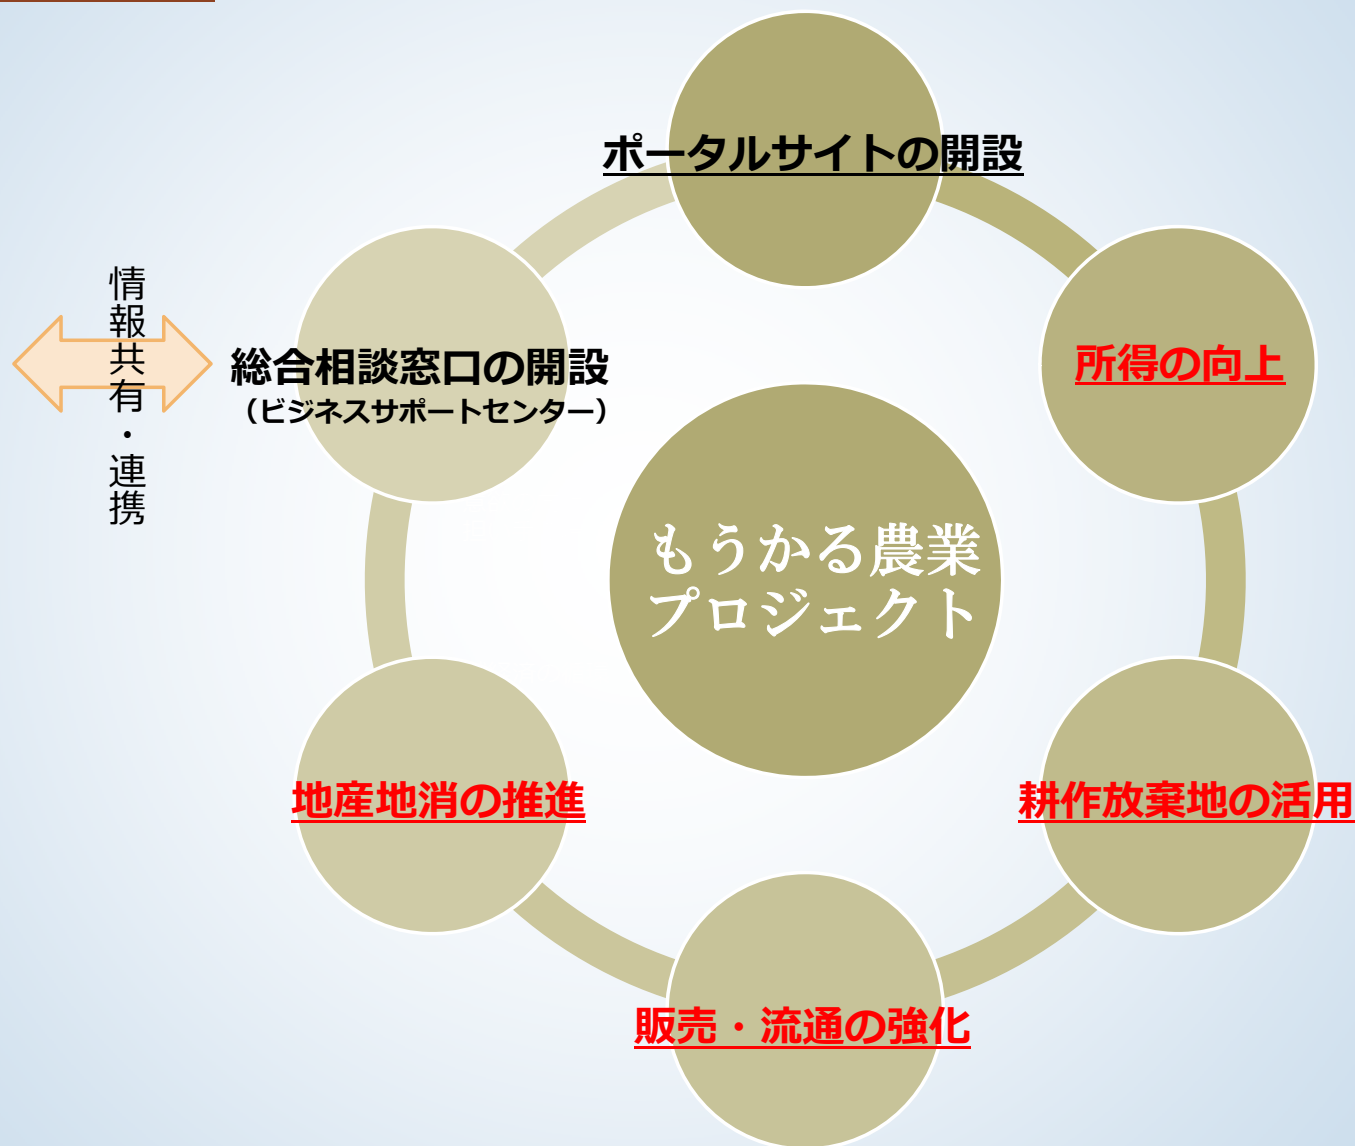 ポータルサイトの開設
情報共有・連携
総合相談窓口の開設
（ビジネスサポートセンター）
所得の向上
もうかる農業
プロジェクト
地産地消の推進
耕作放棄地の活用
販売・流通の強化